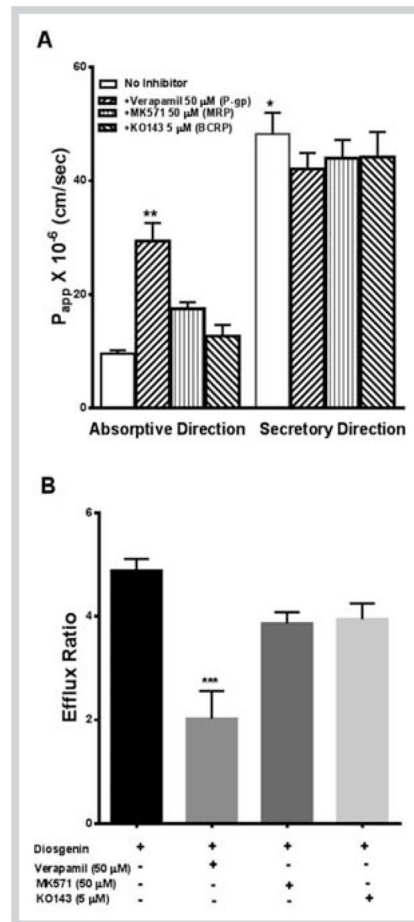 A
60
No Inhibitor
+Verapamil 50 µM (P-gp)
+MK571 50 µM (MRP)
+KO143 5 µM (BCRP)
*
40
**
20
0
Papp X 10-6 (cm/sec)
Absorptive Direction Secretory Direction
B
6
4
***
2
0
Efflux Ratio
Diosgenin + + + +
Verapamil (50 µM) - + - -
MK571 (50 µM) - - + -
KO143 (5 µM) - - - +